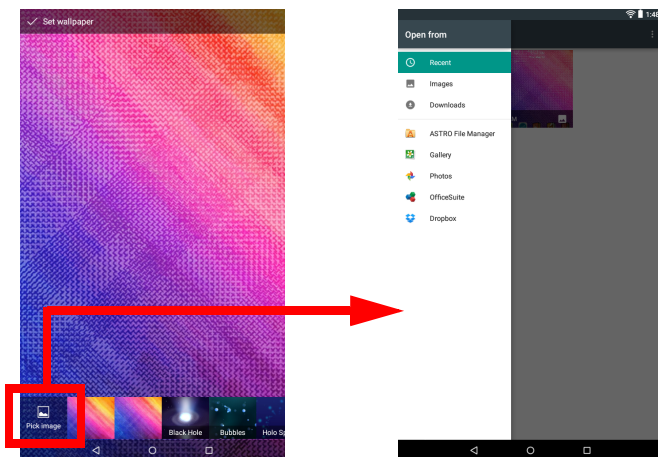 Set wallpaper
Pick image
Black Hole
Bubbles
Holo Sp
1:48
Open from
Recent
Images
Downloads
ASTRO File Manager
Gallery
Photos
OfficeSuite
Dropbox
M